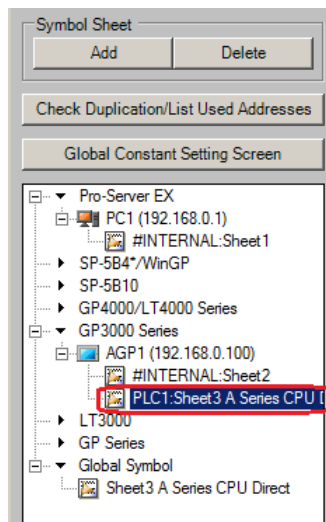 Symbol Sheet
Add Delete
Check Duplication/List Used Addresses
Global Constant Setting Screen
Pro-Server EX
PC1 (192.168.0.1)
#INTERNAL:Sheet1
SP-5B4*/WinGP
SP-5B10
GP4000/LT4000 Series
GP3000 Series
AGP1 (192.168.0.100)
#INTERNAL:Sheet2
PLC1:Sheet3 A Series CPU
LT3000
GP Series
Global Symbol
Sheet3 A Series CPU Direct